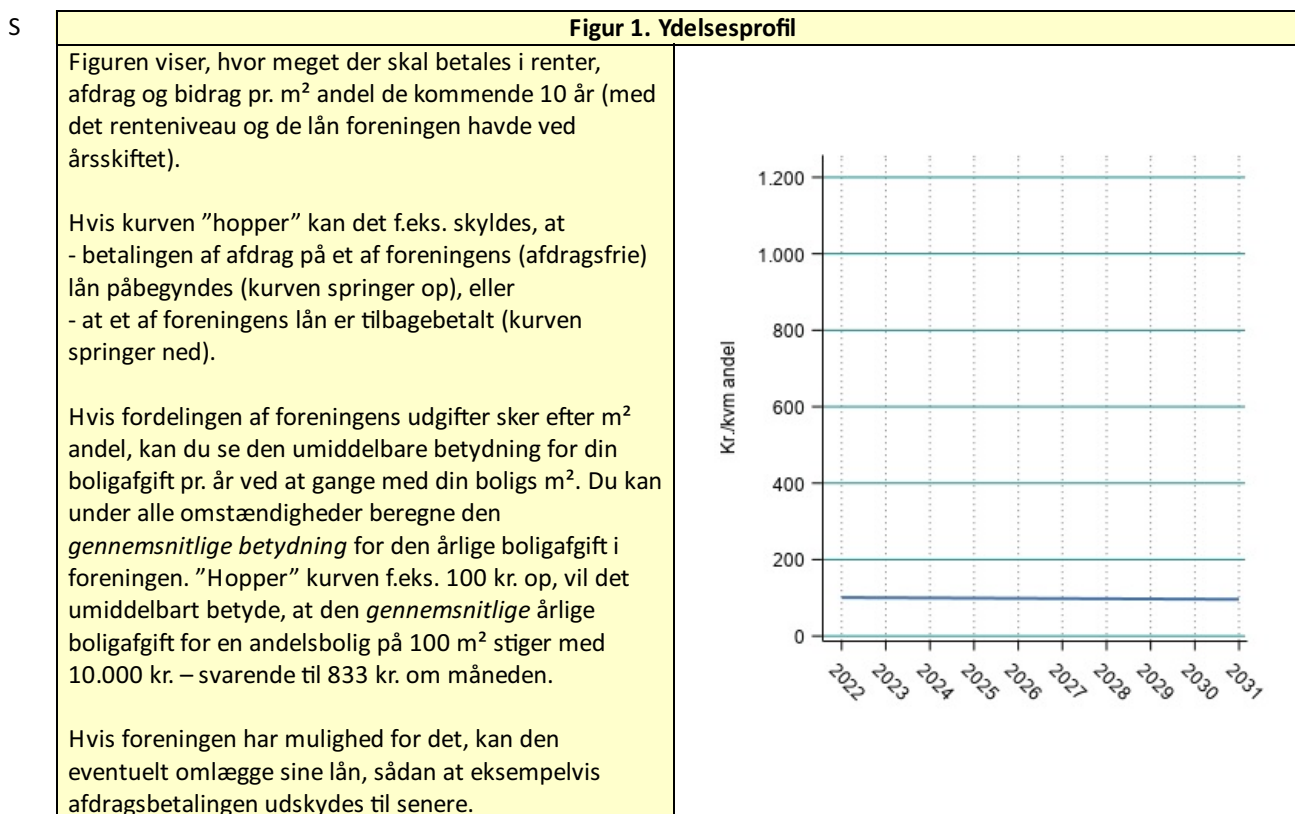 S
Figur 1. Ydelsesprofil
Figuren viser, hvor meget der skal betales i renter,
afdrag og bidrag pr. m² andel de kommende 10 år (med
det renteniveau og de lån foreningen havde ved
årsskiftet).
Hvis kurven ”hopper” kan det f.eks. skyldes, at
- betalingen af afdrag på et af foreningens (afdragsfrie)
lån påbegyndes (kurven springer op), eller
- at et af foreningens lån er tilbagebetalt (kurven
springer ned).
Hvis fordelingen af foreningens udgifter sker efter m²
andel, kan du se den umiddelbare betydning for din
boligafgift pr. år ved at gange med din boligs m². Du kan
under alle omstændigheder beregne den
gennemsnitlige betydning for den årlige boligafgift i
foreningen. ”Hopper” kurven f.eks. 100 kr. op, vil det
umiddelbart betyde, at den gennemsnitlige årlige
boligafgift for en andelsbolig på 100 m² stiger med
10.000 kr. – svarende til 833 kr. om måneden.
Hvis foreningen har mulighed for det, kan den
eventuelt omlægge sine lån, sådan at eksempelvis
afdragsbetalingen udskydes til senere.
Kr./kvm andel
1.200
1.000
800
600
400
200
0
2022 2023 2024 2025 2026 2027 2028 2029 2030 2031